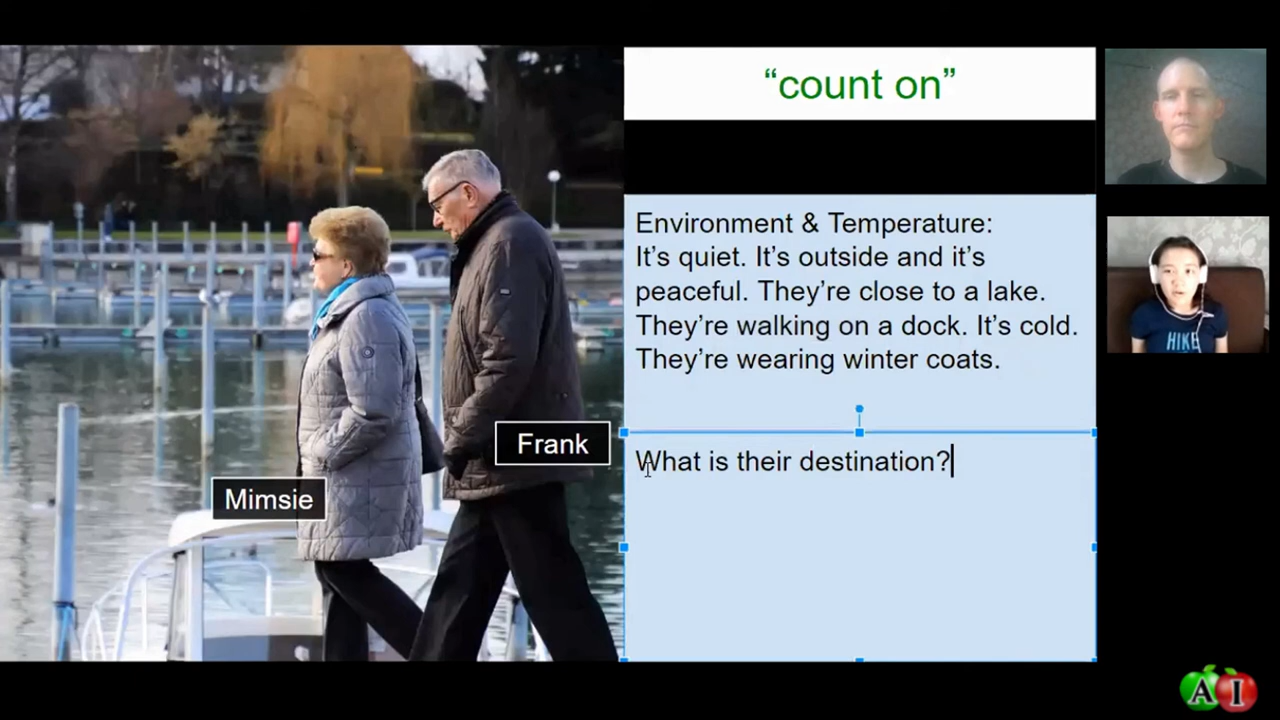 “count on”
Environment & Temperature:
It’s quiet. It’s outside and it’s
peaceful. They’re close to a lake.
They’re walking on a dock. It’s cold.
They’re wearing winter coats.
What is their destination?
Frank
Mimsie
HIKE
A I